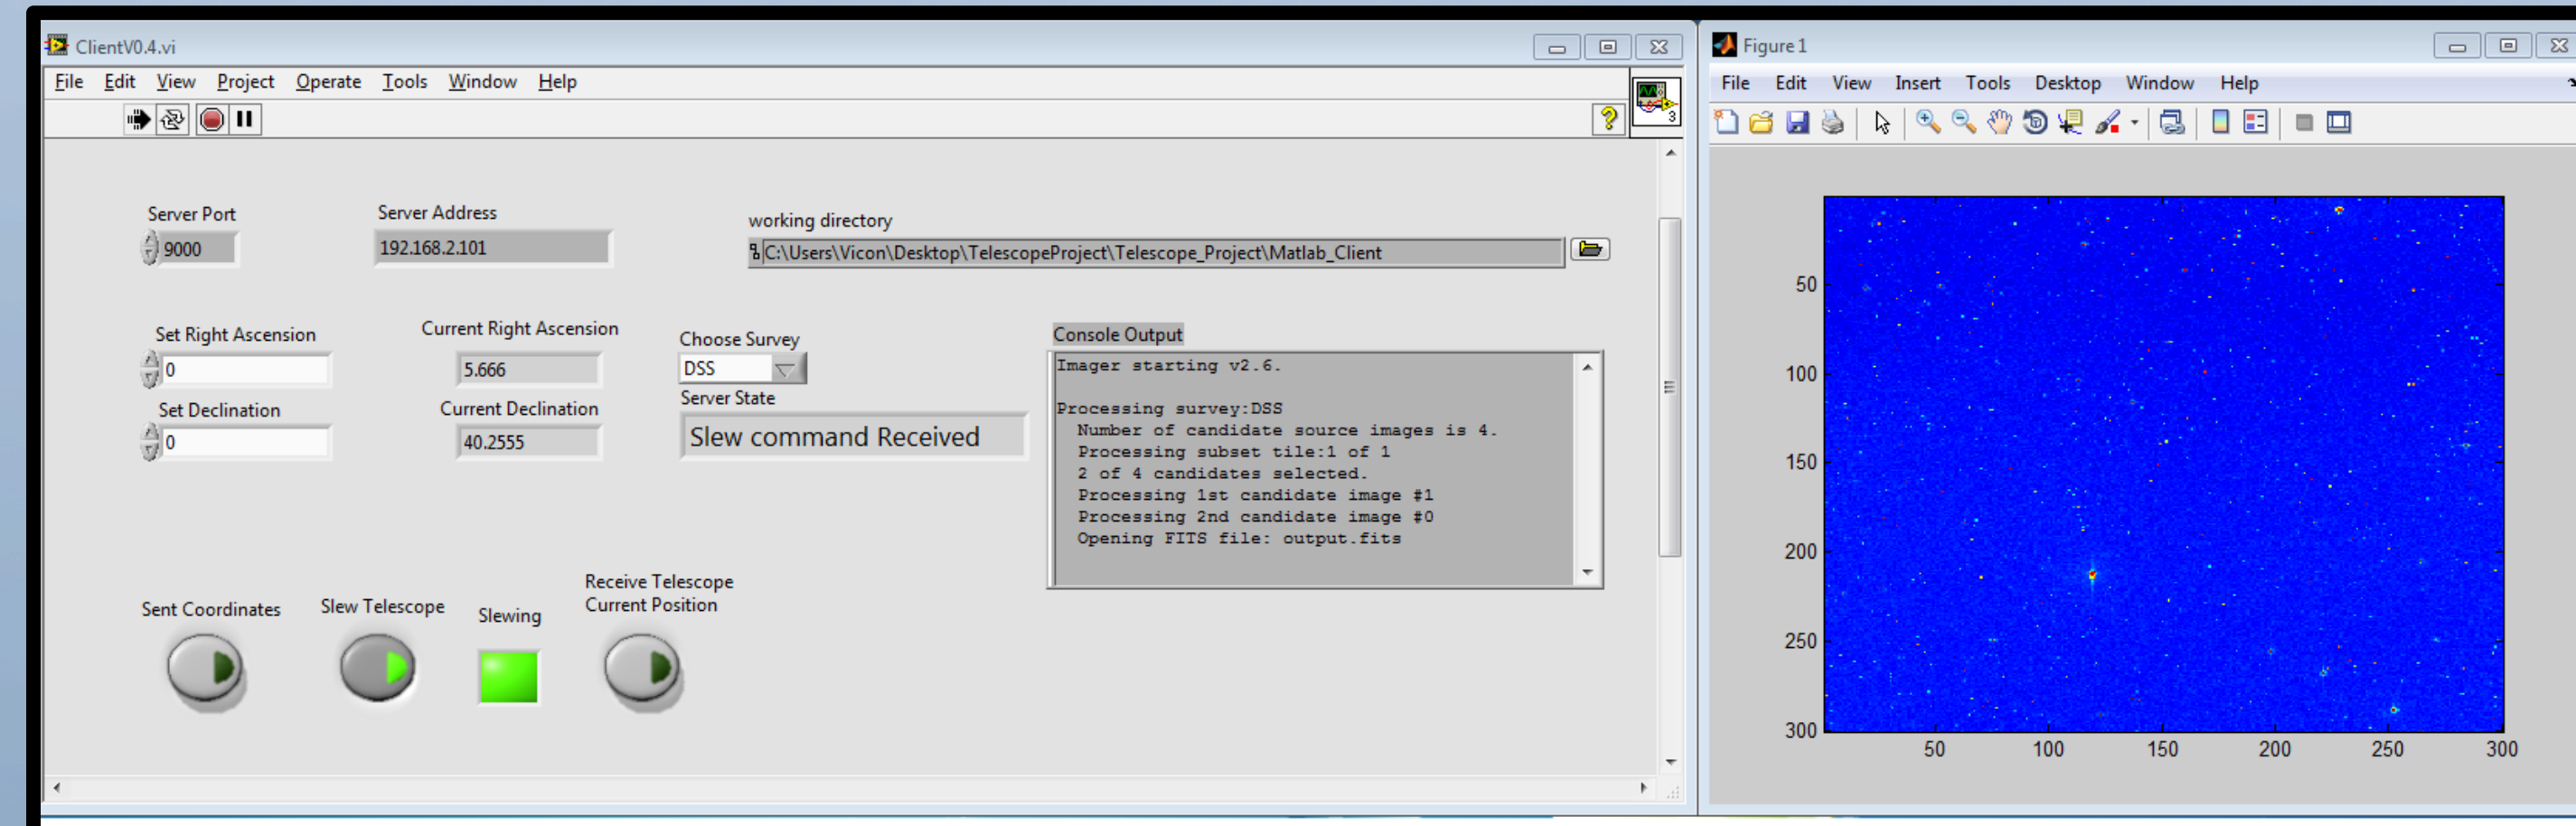 ClientV0.4.vi
File Edit View Project Operate Tools Window Help
3
Server Port
9000
Server Address
192.168.2.101
working directory
C:\Users\Vicon\Desktop\TelescopeProject\Telescope_Project\Matlab_Client
Set Right Ascension
0
Current Right Ascension
5.666
Set Declination
0
Current Declination
40.2555
Choose Survey
DSS
Server State
Slew command Received
Console Output
Imager starting v2.6.
Processing survey:DSS
Number of candidate source images is 4.
Processing subset tile:1 of 1
2 of 4 candidates selected.
Processing 1st candidate image #1
Processing 2nd candidate image #0
Opening FITS file: output.fits
Sent Coordinates
Slew Telescope
Slewing
Receive Telescope
Current Position
Figure 1
File Edit View Insert Tools Desktop Window Help
50
100
150
200
250
300
50 100 150 200 250 300